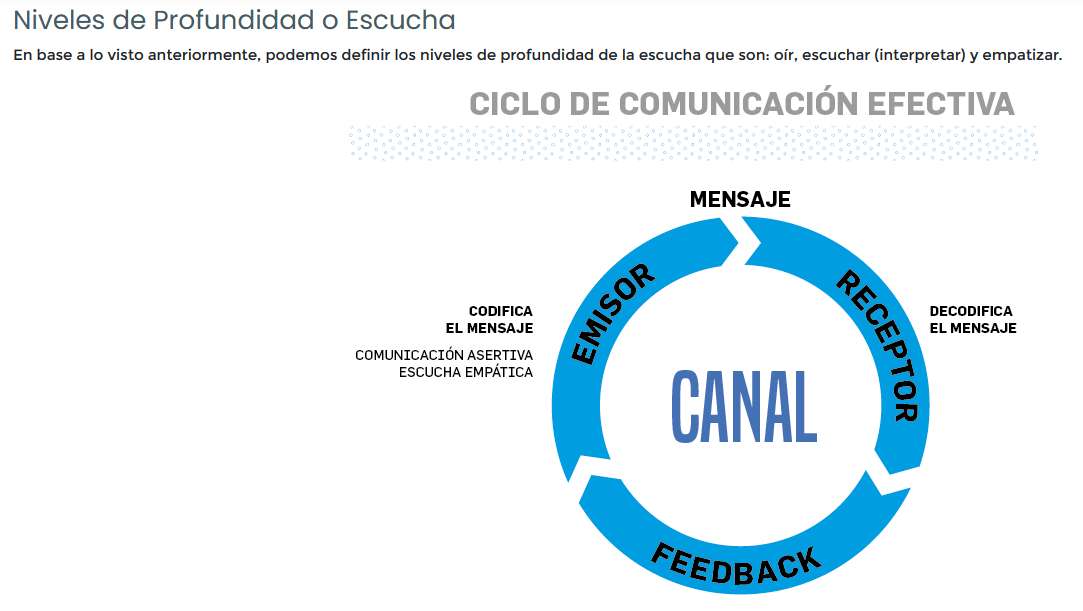 Niveles de Profundidad o Escucha
En base a lo visto anteriormente, podemos definir los niveles de profundidad de la escucha que son: oír, escuchar (interpretar) y empatizar.
CICLO DE COMUNICACIÓN EFECTIVA
MENSAJE
EMISOR
RECEPTOR
CODIFICA
EL MENSAJE
COMUNICACIÓN ASERTIVA
ESCUCHA EMPÁTICA
DECODIFICA
EL MENSAJE
CANAL
FEEDBACK